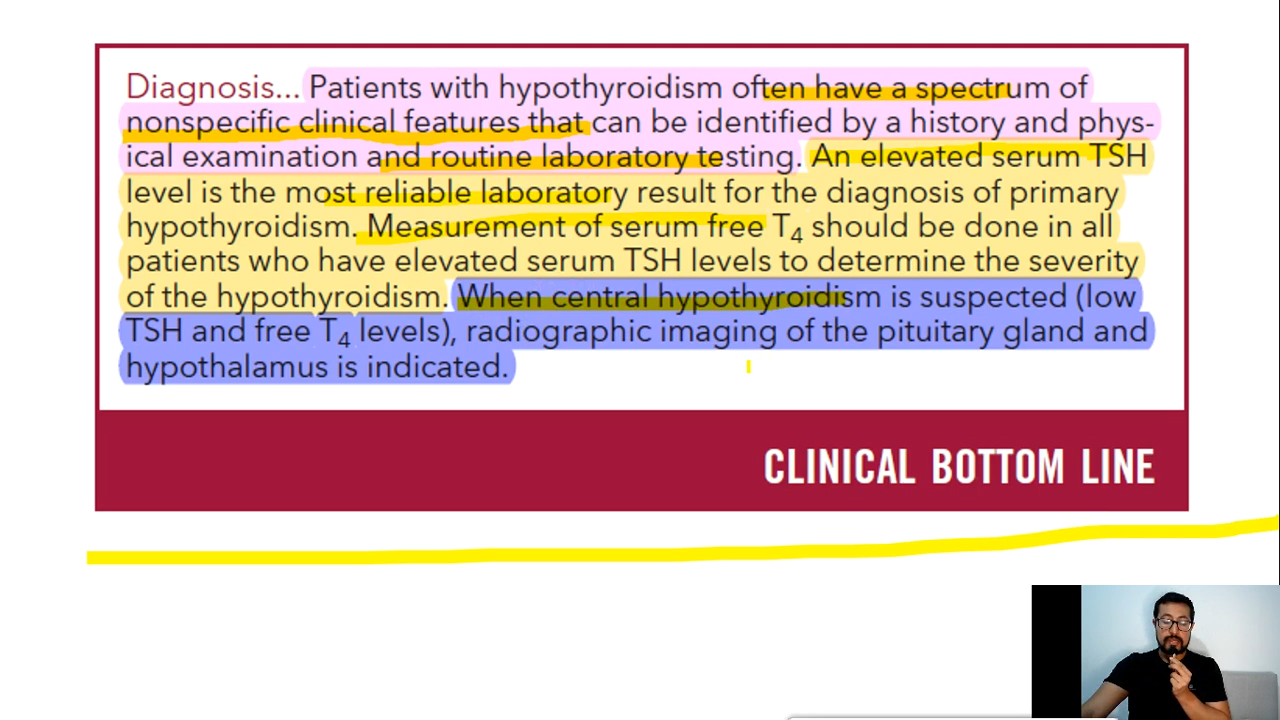 Diagnosis... Patients with hypothyroidism often have a spectrum of
nonspecific clinical features that can be identified by a history and phys-
ical examination and routine laboratory testing. An elevated serum TSH
level is the most reliable laboratory result for the diagnosis of primary
hypothyroidism. Measurement of serum free T4 should be done in all
patients who have elevated serum TSH levels to determine the severity
of the hypothyroidism. When central hypothyroidism is suspected (low
TSH and free T4 levels), radiographic imaging of the pituitary gland and
hypothalamus is indicated.
CLINICAL BOTTOM LINE